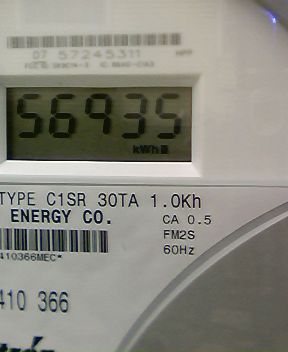 07 57245311
56935
kWh
TYPE C1SR 30TA 1.0Kh
ENERGY CO. CA 0.5
FM2S
60Hz
410366MEC*
410 366